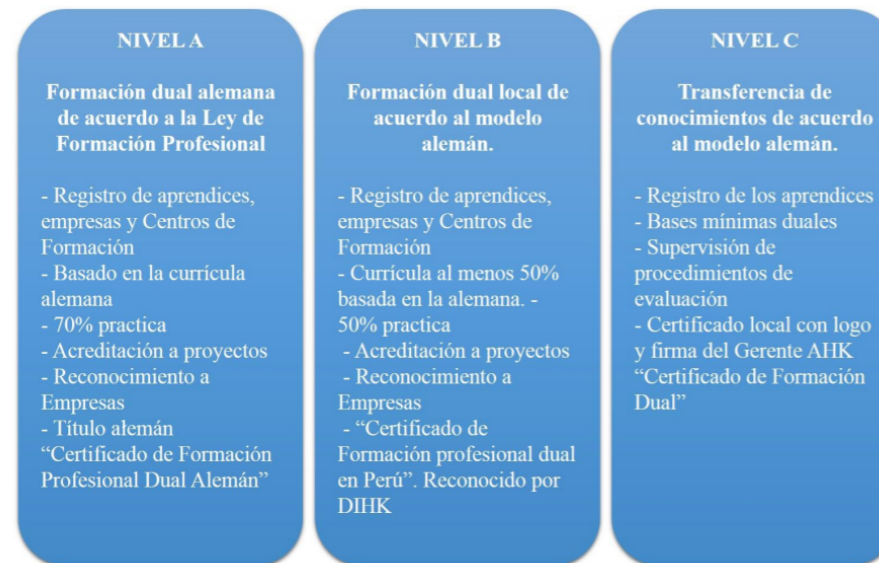 NIVEL A
Formación dual alemana
de acuerdo a la Ley de
Formación Profesional
- Registro de aprendices,
empresas y Centros de
Formación
- Basado en la currícula
alemana
- 70% practica
- Acreditación a proyectos
- Reconocimiento a
Empresas
- Título alemán
“Certificado de Formación
Profesional Dual Alemán”
NIVEL B
Formación dual local de
acuerdo al modelo
alemán.
- Registro de aprendices,
empresas y Centros de
Formación
- Currícula al menos 50%
basada en la alemana. -
50% practica
- Acreditación a proyectos
- Reconocimiento a
Empresas
- “Certificado de
Formación profesional dual
en Perú”. Reconocido por
DIHK
NIVEL C
Transferencia de
conocimientos de acuerdo
al modelo alemán.
- Registro de los aprendices
- Bases mínimas duales
- Supervisión de
procedimientos de
evaluación
- Certificado local con logo
y firma del Gerente AHK
“Certificado de Formación
Dual”